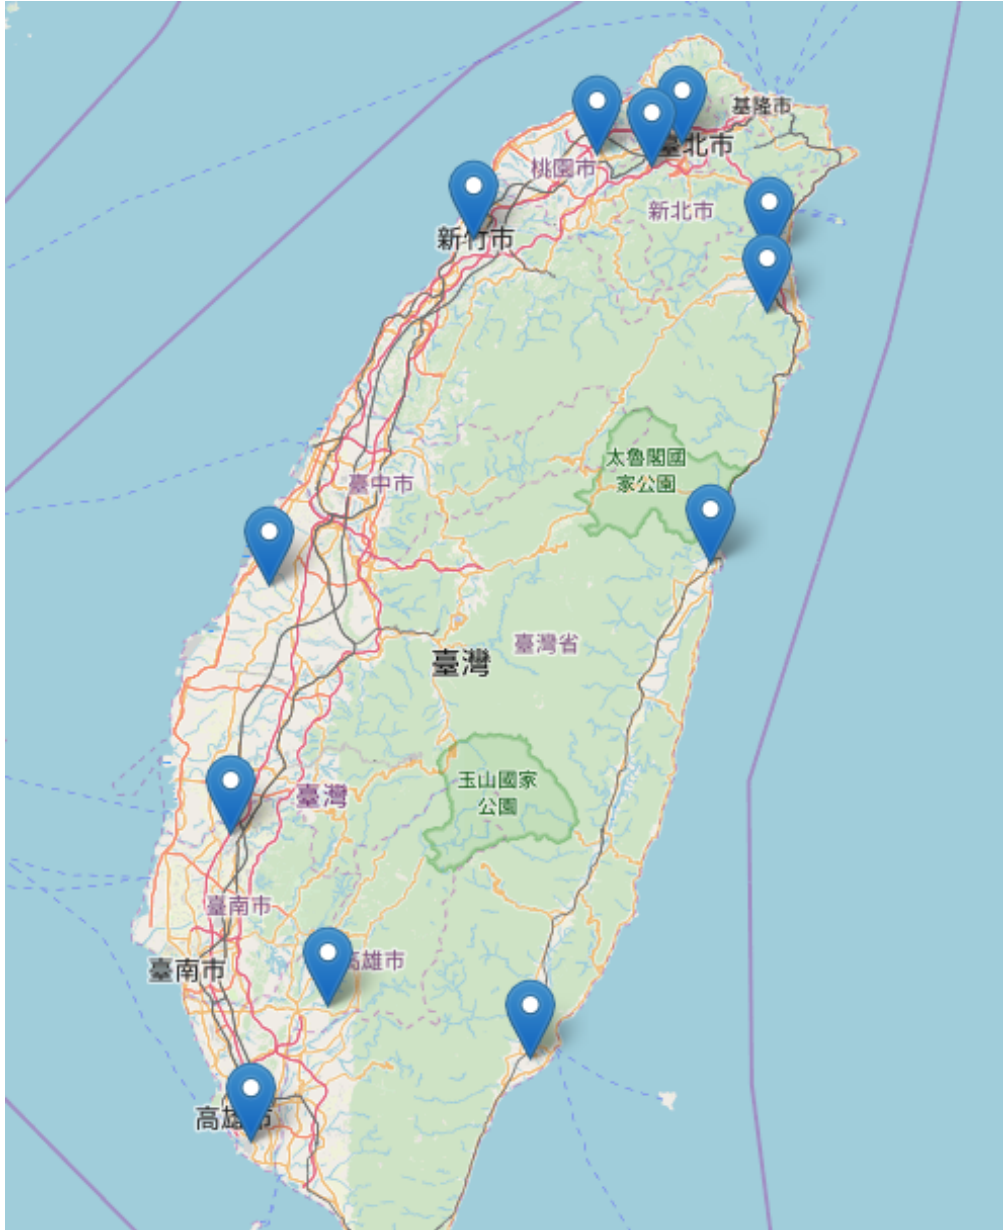 基隆市
臺北市
桃園市
新北市
新竹市
太魯閣國
家公園
臺中市
臺灣省
臺灣
玉山國家
公園
臺灣
臺南市
高雄市
臺南市
高雄市